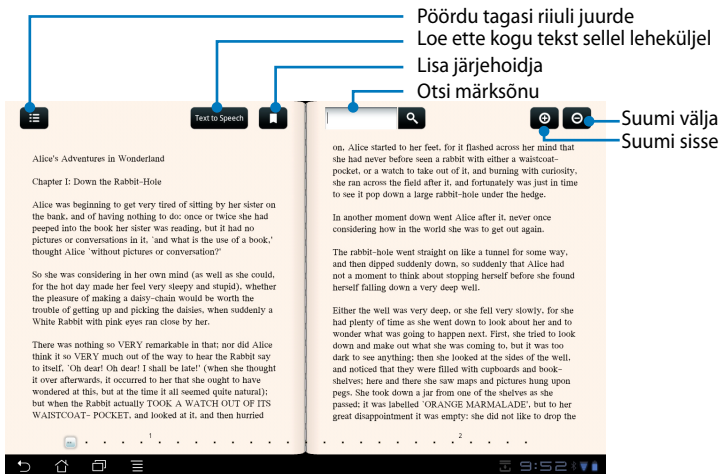 Pöördu tagasi riiuli juurde
Loe ette kogu tekst sellel leheküljel
Lisa järjehoidja
Otsi märksõnu
Suumi välja
Suumi sisse
Text to Speech
Alice's Adventures in Wonderland
Chapter I: Down the Rabbit-Hole
Alice was beginning to get very tired of sitting by her sister on
the bank, and of having nothing to do: once or twice she had
peeped into the book her sister was reading, but it had no
pictures or conversations in it, `and what is the use of a book,'
thought Alice `without pictures or conversation?'
So she was considering in her own mind (as well as she could,
for the hot day made her feel very sleepy and stupid), whether
the pleasure of making a daisy-chain would be worth the
trouble of getting up and picking the daisies, when suddenly a
White Rabbit with pink eyes ran close by her.
There was nothing so VERY remarkable in that; nor did Alice
think it so VERY much out of the way to hear the Rabbit say
to itself, `Oh dear! Oh dear! I shall be late!' (when she thought
it over afterwards, it occurred to her that she ought to have
wondered at this, but at the time it all seemed quite natural);
but when the Rabbit actually TOOK A WATCH OUT OF ITS
WAISTCOAT- POCKET, and looked at it, and then hurried
1
on, Alice started to her feet, for it flashed across her mind that
she had never before seen a rabbit with either a waistcoat-
pocket, or a watch to take out of it, and burning with curiosity,
she ran across the field after it, and fortunately was just in time
to see it pop down a large rabbit-hole under the hedge.
In another moment down went Alice after it, never once
considering how in the world she was to get out again.
The rabbit-hole went straight on like a tunnel for some way,
and then dipped suddenly down, so suddenly that Alice had
not a moment to think about stopping herself before she found
herself falling down a very deep well.
Either the well was very deep, or she fell very slowly, for she
had plenty of time as she went down to look about her and to
wonder what was going to happen next. First, she tried to look
down and make out what she was coming to, but it was too
dark to see anything; then she looked at the sides of the well,
and noticed that they were filled with cupboards and book-
shelves; here and there she saw maps and pictures hung upon
pegs. She took down a jar from one of the shelves as she
passed; it was labelled `ORANGE MARMALADE', but to her
great disappointment it was empty: she did not like to drop the
2
9:52